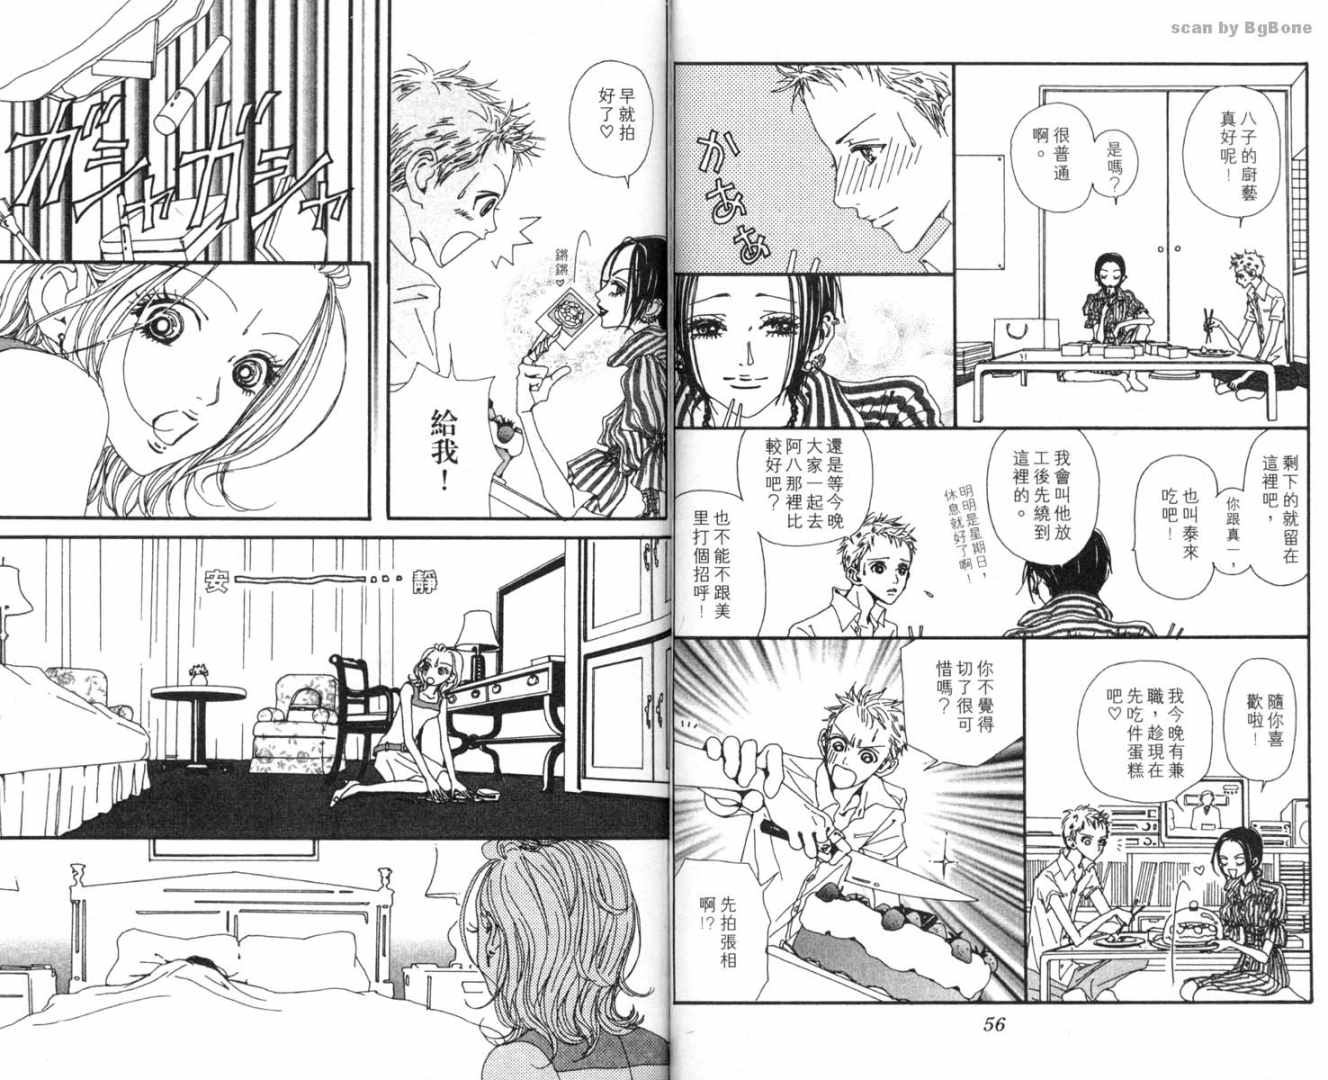 scan by BgBone
八子的廚藝
真好呢！
是嗎？
很普通
啊。
かあぁぁ
剩下的就留在
這裡吧，
你跟真一，
也叫泰來
吃吧！
我會叫他放
工後先繞到
這裡的。
明明是星期日，
休息就好了啊！
還是等今晚
大家一起去
阿八那裡比
較好吧？
也不能不跟美
里打個招呼！
隨你喜
歡啦！
我今晚有兼
職，趁現在
先吃件蛋糕
吧♡
你不覺得
切了很可
惜嗎？
先拍張相
啊!?
56
早就拍
好了♡
鏘鏘♡
給我！
ガシャガシャ
安 靜